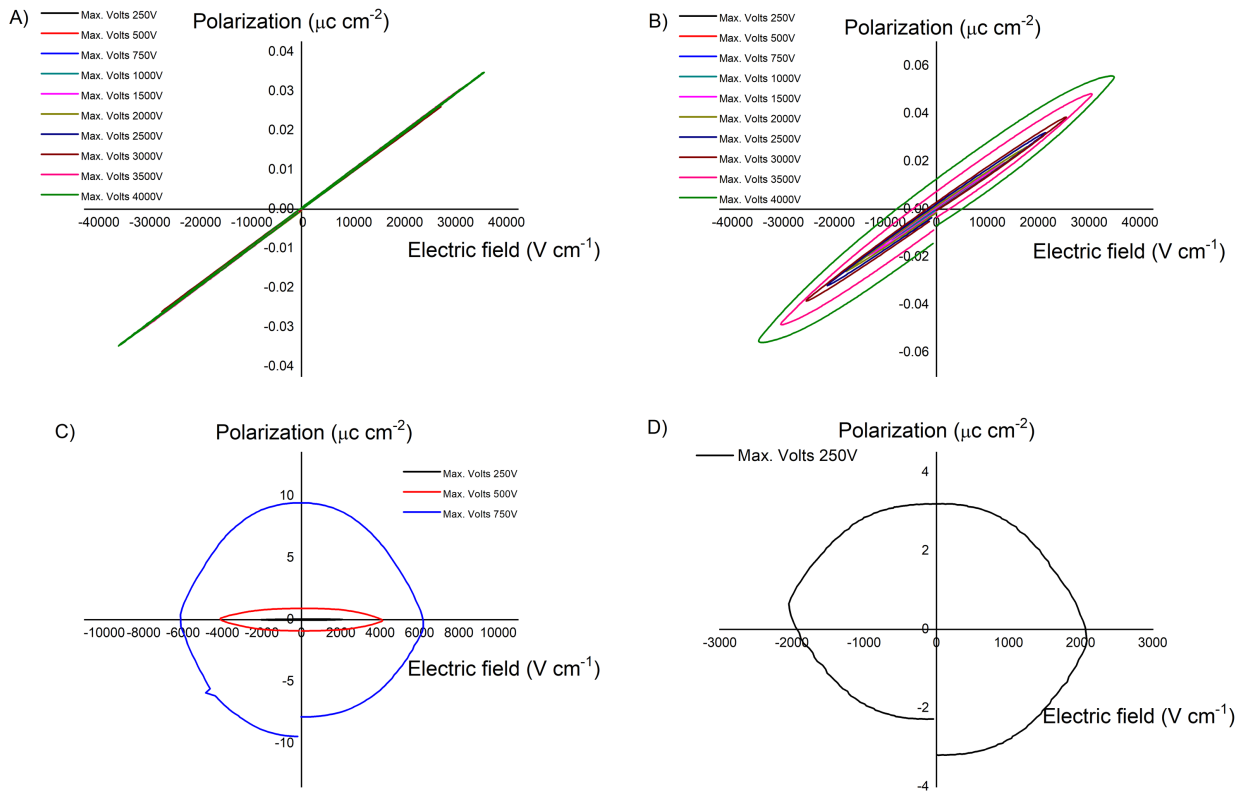 A)
Max. Volts 250V
Max. Volts 500V
Max. Volts 750V
Max. Volts 1000V
Max. Volts 1500V
Max. Volts 2000V
Max. Volts 2500V
Max. Volts 3000V
Max. Volts 3500V
Max. Volts 4000V
Polarization (μc cm-2)
0.04
0.03
0.02
0.01
0.00
-40000 -30000 -20000 -10000 0 10000 20000 30000 40000
Electric field (V cm-1)
-0.01
-0.02
-0.03
-0.04
B)
Max. Volts 250V
Max. Volts 500V
Max. Volts 750V
Max. Volts 1000V
Max. Volts 1500V
Max. Volts 2000V
Max. Volts 2500V
Max. Volts 3000V
Max. Volts 3500V
Max. Volts 4000V
Polarization (μc cm-2)
0.06
0.04
0.02
0.00
-40000 -30000 -20000 -10000 0 10000 20000 30000 40000
Electric field (V cm-1)
-0.02
-0.04
-0.06
C)
Polarization (μc cm-2)
Max. Volts 250V
Max. Volts 500V
Max. Volts 750V
10
5
0
-10000 -8000 -6000 -4000 -2000 0 2000 4000 6000 8000 10000
Electric field (V cm-1)
-5
-10
D)
Polarization (μc cm-2)
Max. Volts 250V
4
2
0
-3000 -2000 -1000 0 1000 2000 3000
Electric field (V cm-1)
-2
-4